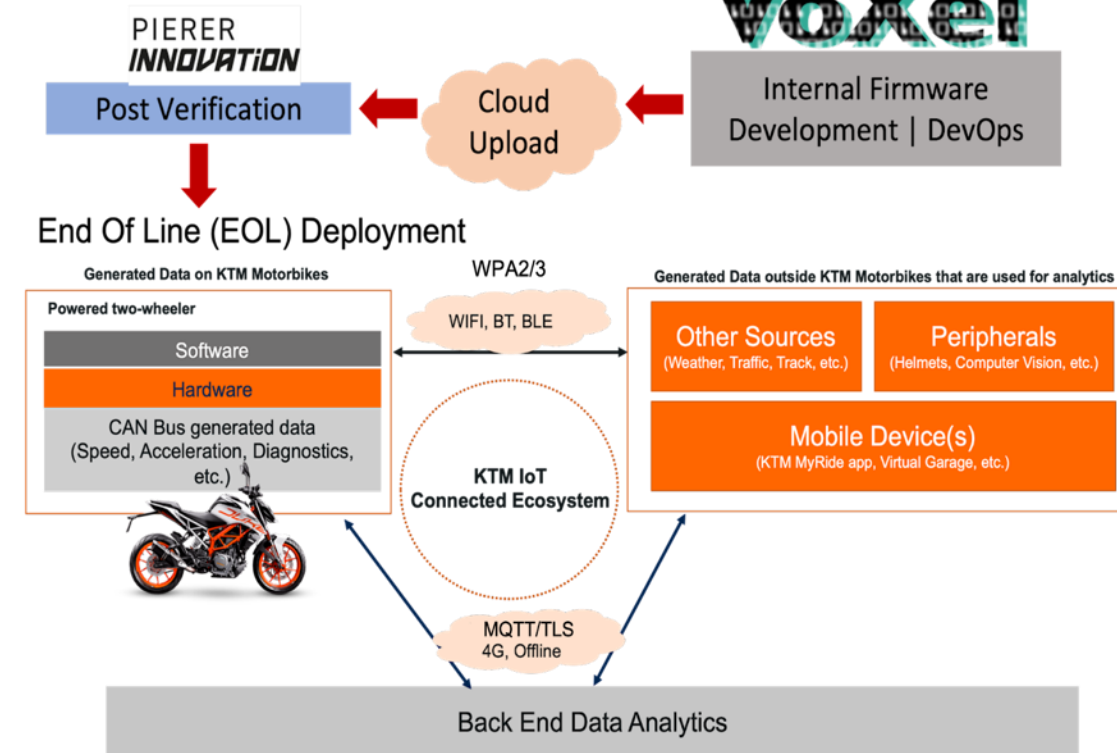 PIERER
INNOVATION
voxel
Post Verification
Cloud
Upload
Internal Firmware
Development | DevOps
End Of Line (EOL) Deployment
Generated Data on KTM Motorbikes
WPA2/3
Generated Data outside KTM Motorbikes that are used for analytics
Powered two-wheeler
WIFI, BT, BLE
Software
Hardware
CAN Bus generated data
(Speed, Acceleration, Diagnostics,
etc.)
Other Sources
(Weather, Traffic, Track, etc.)
Peripherals
(Helmets, Computer Vision, etc.)
Mobile Device(s)
(KTM MyRide app, Virtual Garage, etc.)
KTM IoT
Connected Ecosystem
DUKE
MQTT/TLS
4G, Offline
Back End Data Analytics